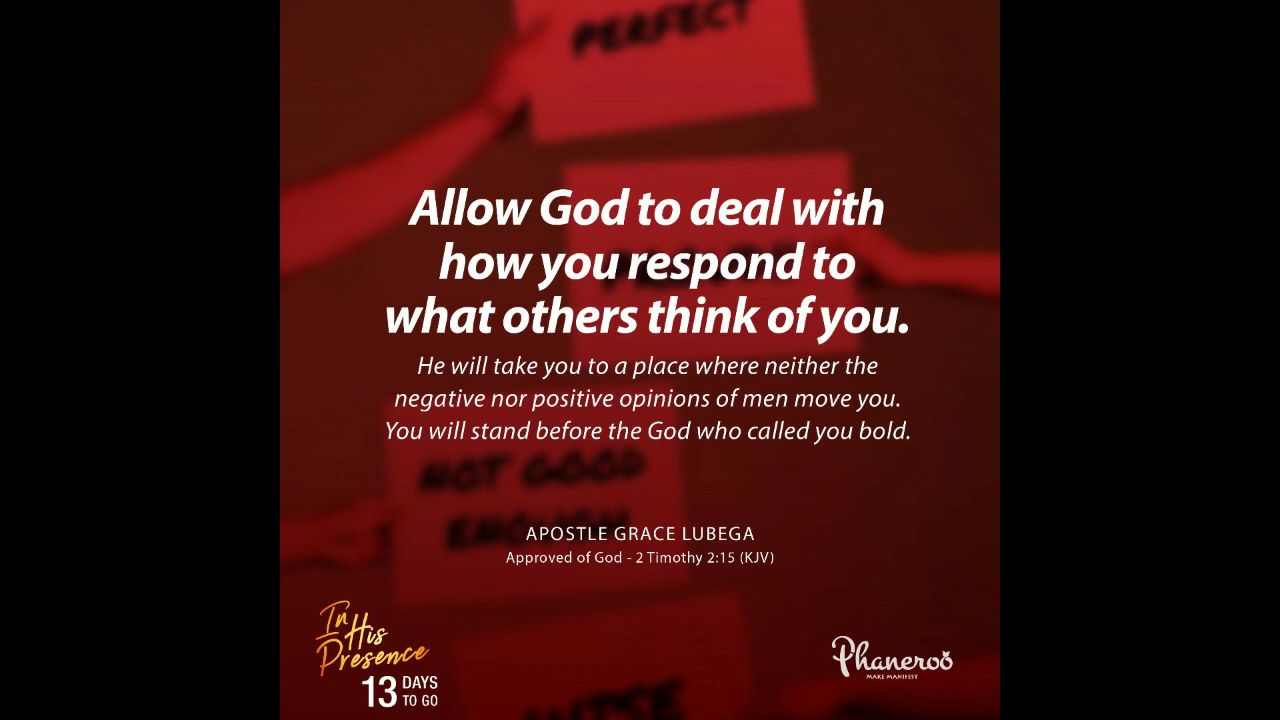 PERFECT
Allow God to deal with
how you respond to
what others think of you.
He will take you to a place where neither the
negative nor positive opinions of men move you.
You will stand before the God who called you bold.
NOT GOOD
ENOUGH
APOSTLE GRACE LUBEGA
Approved of God - 2 Timothy 2:15 (KJV)
In
His
Presence
13 DAYS
TO GO
Phaneroo
MAKE MANIFEST